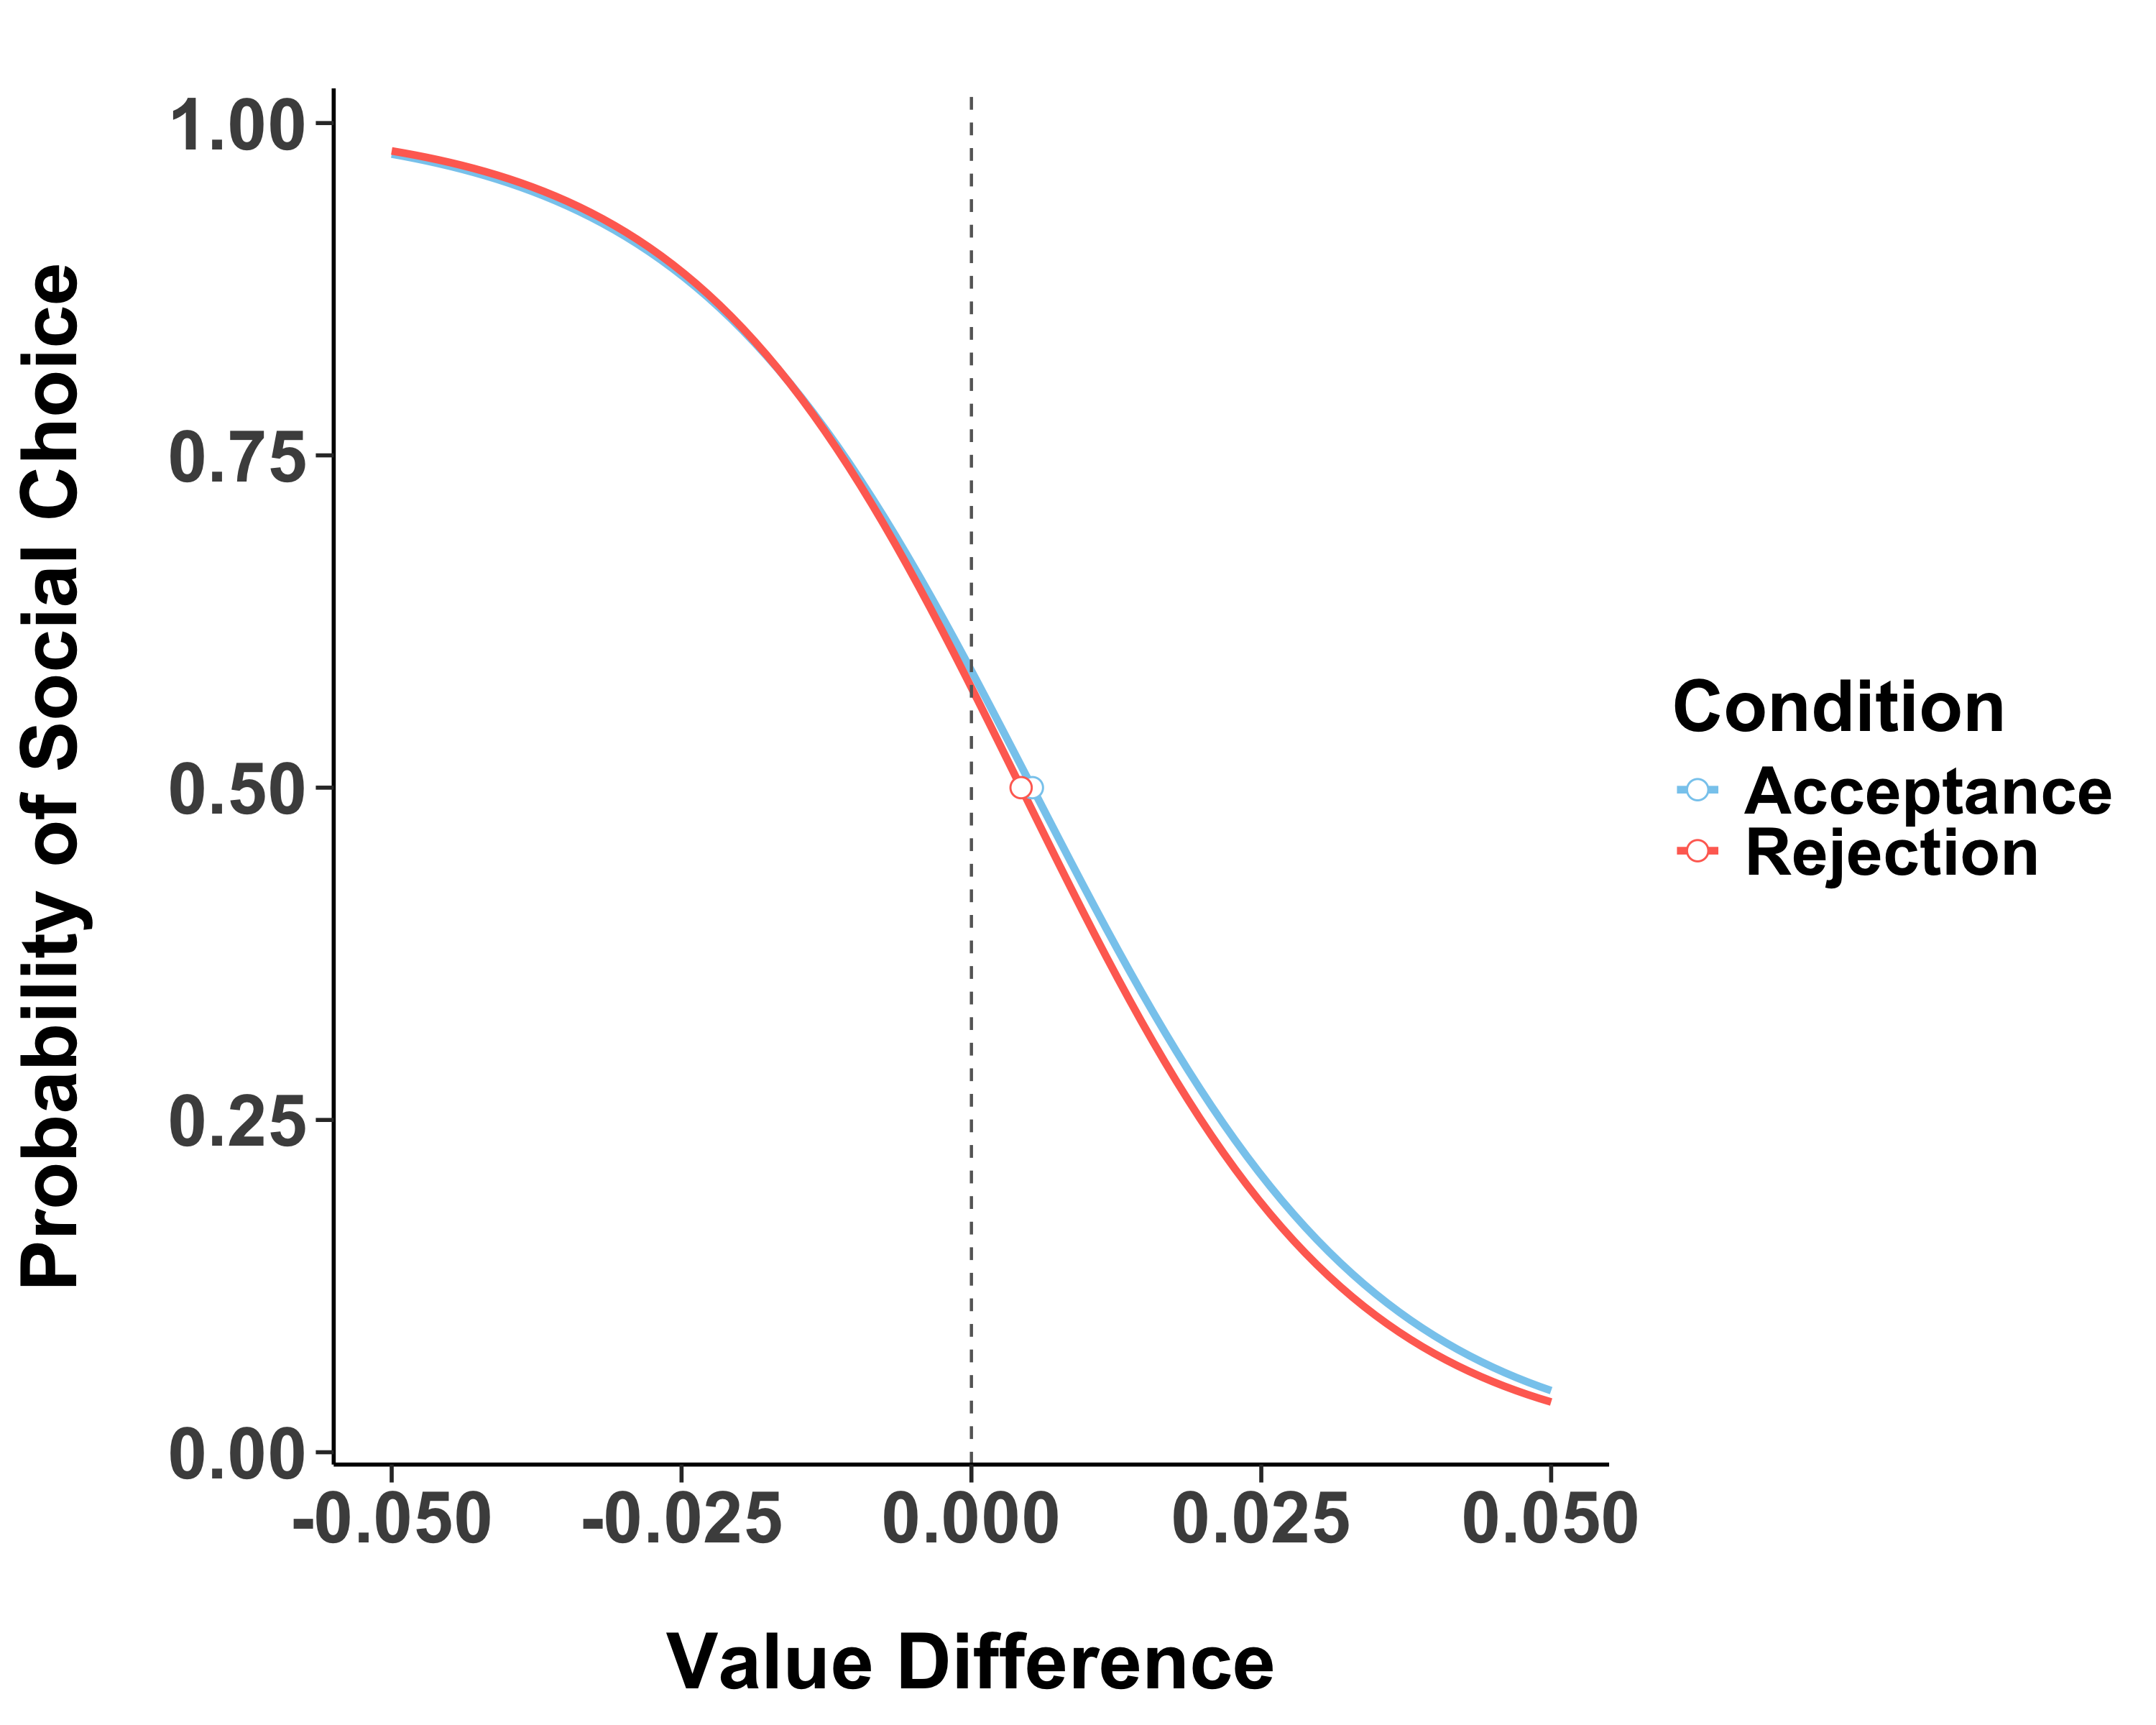 Probability of Social Choice
1.00
0.75
0.50
0.25
0.00
-0.050
-0.025
0.000
0.025
0.050
Value Difference
Condition
Acceptance
Rejection